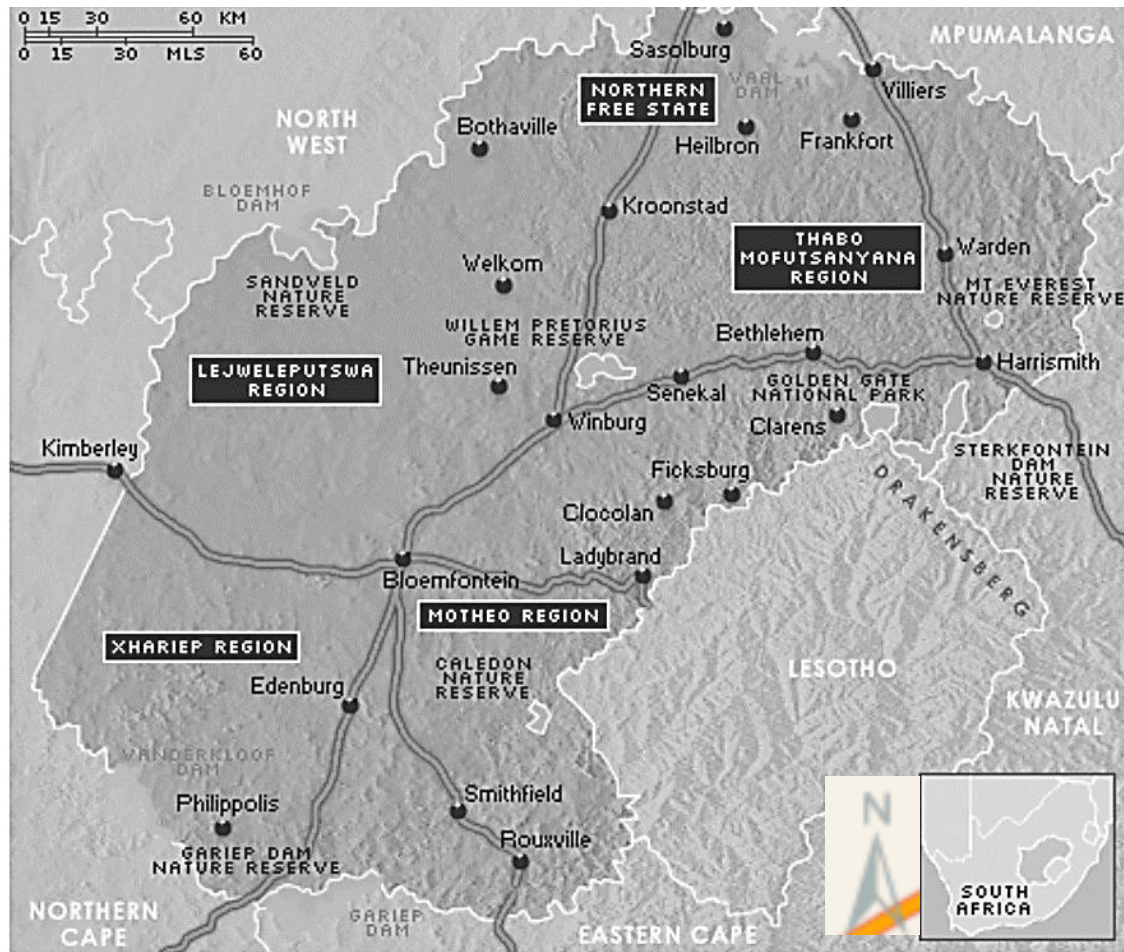 0 15 30 60 KM
0 15 30 MLS 60
MPUMALANGA
Sasolburg
VAAL
DAM
NORTHERN
FREE STATE
Villiers
NORTH
WEST
Bothaville
Heilbron
Frankfort
BLOEMHOF
DAM
Kroonstad
THABO
MOFUTSANYANA
REGION
Warden
Welkom
SANDVELD
NATURE
RESERVE
MT EVEREST
NATURE RESERVE
WILLEM PRETORIUS
GAME RESERVE
Bethlehem
LEJWELEPUTSWA
REGION
Theunissen
Senekal
Harrismith
GOLDEN GATE
NATIONAL PARK
Winburg
Clarens
Kimberley
STERKFONTEIN
DAM
NATURE
RESERVE
Ficksburg
DRAKENSBERG
Clocolan
Ladybrand
Bloemfontein
MOTHEO REGION
XHARIEP REGION
CALEDON
NATURE
RESERVE
LESOTHO
Edenburg
KWAZULU
NATAL
VANDERKLOOF
DAM
Philippolis
Smithfield
N
Rouxville
GARIEP DAM
NATURE RESERVE
SOUTH
AFRICA
NORTHERN
CAPE
GARIEP
DAM
EASTERN CAPE